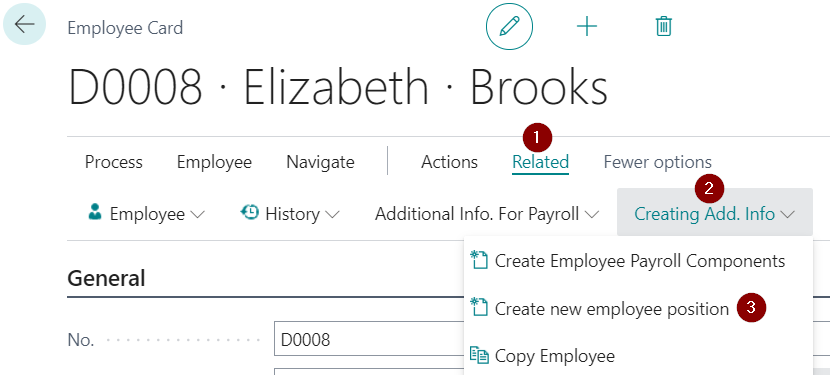 Employee Card
D0008 · Elizabeth · Brooks
1
Process Employee Navigate Actions Related Fewer options
2
Employee History Additional Info. For Payroll Creating Add. Info
Create Employee Payroll Components
General
Create new employee position 3
No. D0008
Copy Employee